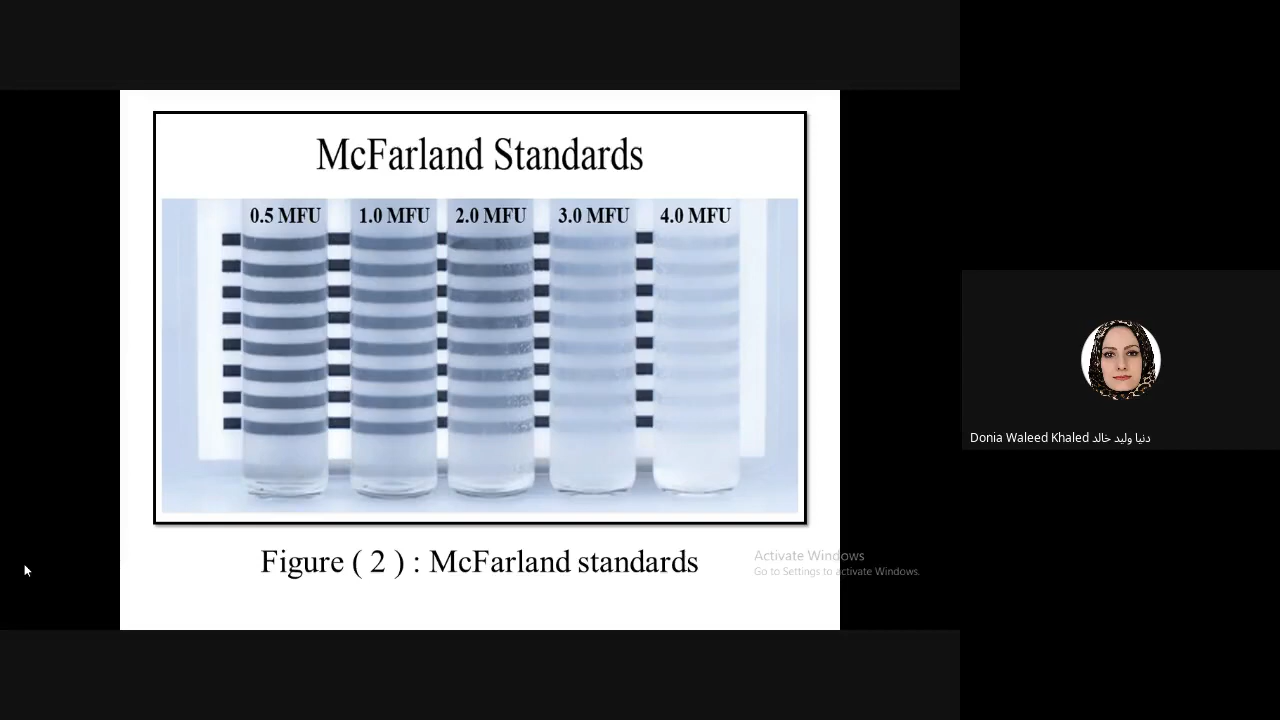 McFarland Standards
0.5 MFU 1.0 MFU 2.0 MFU 3.0 MFU 4.0 MFU
Figure ( 2 ) : McFarland standards
Activate Windows
Go to Settings to activate Windows.
Donia Waleed Khaled دنيا وليد خالد